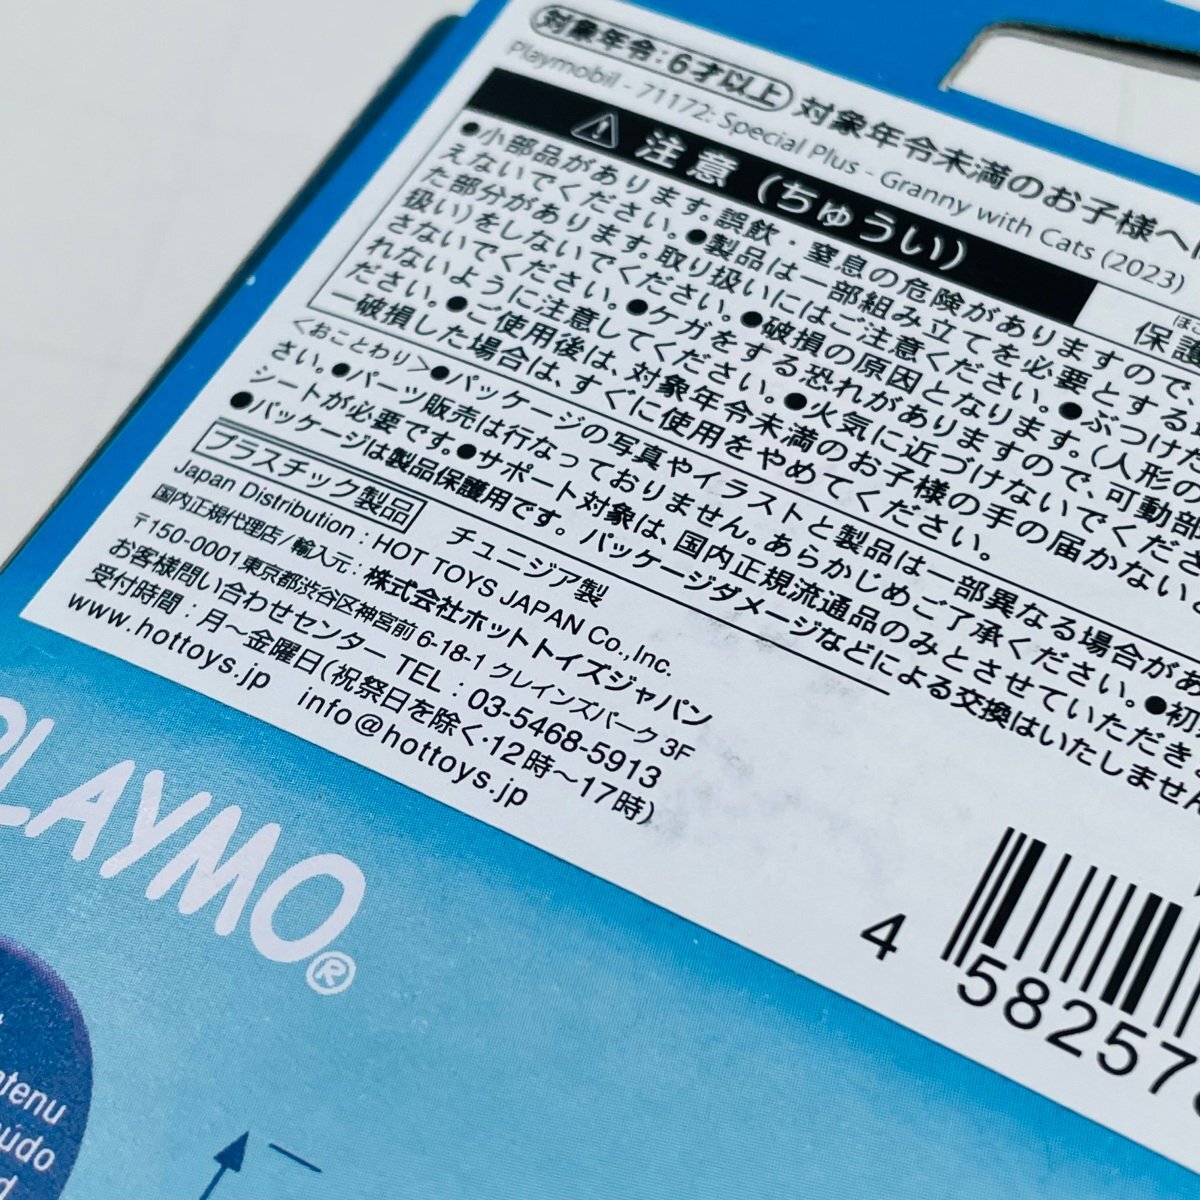 対象年令:6才以上 対象年令未満のお子様へ
Playmobil - 71172: Special Plus - Granny with Cats (2023)
注意(ちゅうい)
保護
●小部品があります。誤飲・窒息の危険がありますので、
えないでください。●製品は一部組み立てを必要とする
た部分があります。取り扱いにはご注意ください。●ぶつけた
扱い)をしないでください。●破損の原因となります。(人形の
さないでください。●ケガをする恐れがありますので、可動部
れないように注意してください。●火気に近づけないでくださ
ださい。●ご使用後は、対象年令未満のお子様の手の届かない
一破損した場合は、すぐに使用をやめてください。
<おことわり>●パッケージの写真やイラストと製品は一部異なる場合があ
さい。●パーツ販売は行なっておりません。あらかじめご了承ください。●初
シートが必要です。●サポート対象は、国内正規流通品のみとさせていただき
●パッケージは製品保護用です。パッケージダメージなどによる交換はいたしません
プラスチック製品 チュニジア製
Japan Distribution : HOT TOYS JAPAN Co.,Inc.
国内正規代理店/輸入元:株式会社ホットトイズジャパン
〒150-0001 東京都渋谷区神宮前 6-18-1 クレインズパーク 3F
お客様問い合わせセンター TEL : 03-5468-5913
受付時間:月〜金曜日(祝祭日を除く・12時〜17時)
www.hottoys.jp info@hottoys.jp
PLAYMO®
4 58257
ntenu